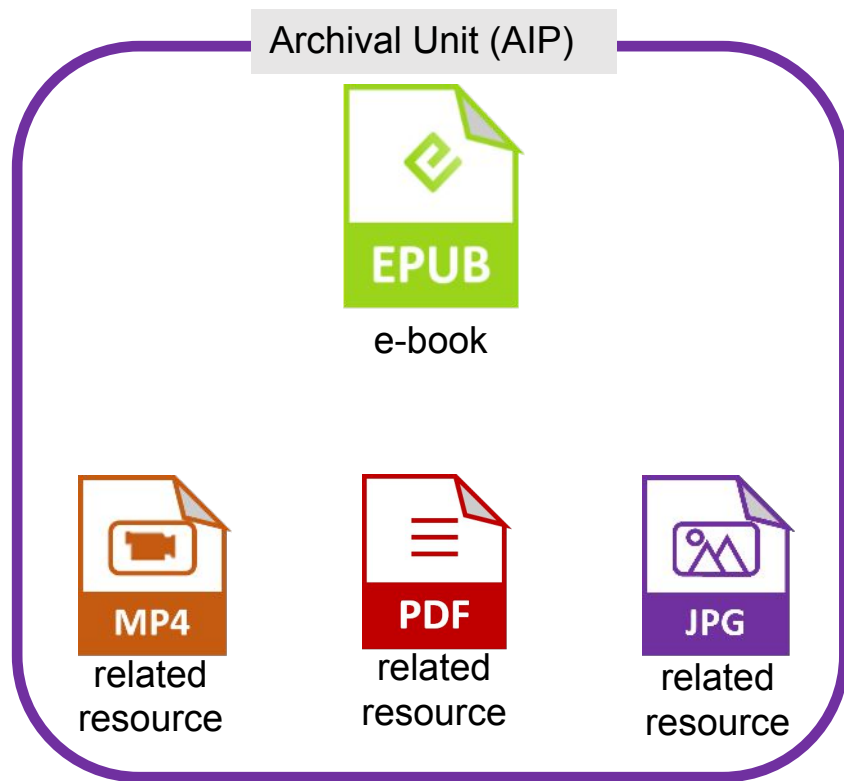 Archival Unit (AIP)
EPUB
e-book
MP4
PDF
JPG
related
resource
related
resource
related
resource